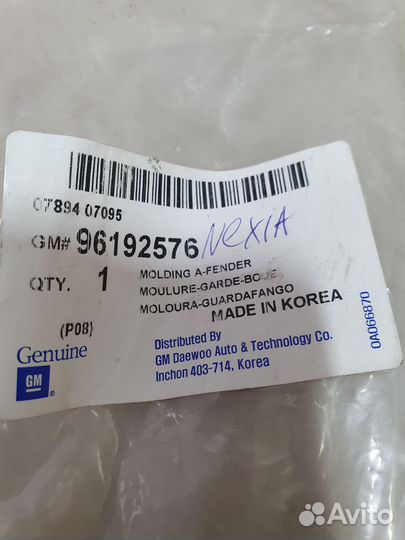 07894 07095
GM# 96192576 Nexia
QTY. 1
MOLDING A-FENDER
MOULURE-GARDE-BOUE
MOLOURA-GUARDAFANGO
MADE IN KOREA
(P08)
Genuine
GM
Distributed By
GM Daewoo Auto & Technology Co.
Inchon 403-714, Korea
0A066870
Avito